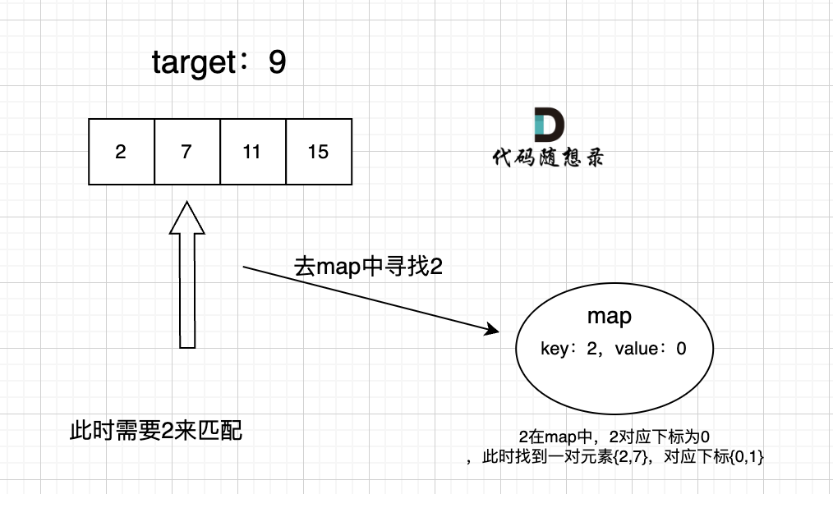 target：9
2 7 11 15
D
代码随想录
去map中寻找2
map
key：2，value：0
此时需要2来匹配
2在map中，2对应下标为0
，此时找到一对元素{2,7}，对应下标{0,1}